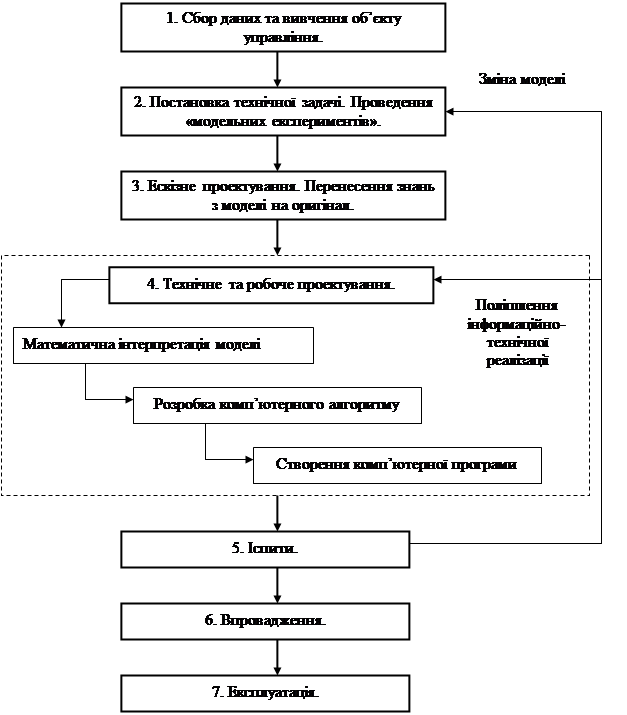 1. Сбор даних та вивчення об’єкту
управління.
Зміна моделі
2. Постановка технічної задачі. Проведення
«модельних експериментів».
3. Ескізне проектування. Перенесення знань
з моделі на оригінал.
4. Технічне та робоче проектування.
Поліпшення
інформаційно-
технічної
реалізації
Математична інтерпретація моделі
Розробка комп’ютерного алгоритму
Створення комп’ютерної програми
5. Іспити.
6. Впровадження.
7. Експлуатація.